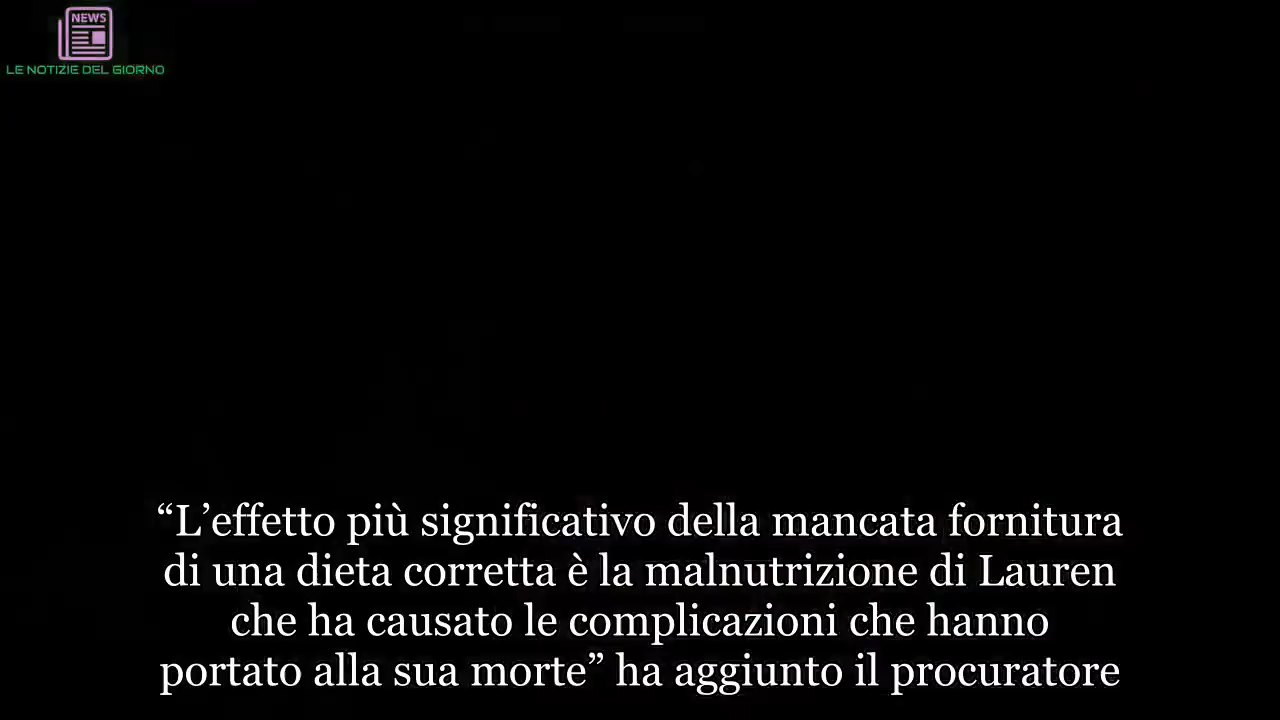 NEWS
LE NOTIZIE DEL GIORNO
“L’effetto più significativo della mancata fornitura
di una dieta corretta è la malnutrizione di Lauren
che ha causato le complicazioni che hanno
portato alla sua morte” ha aggiunto il procuratore